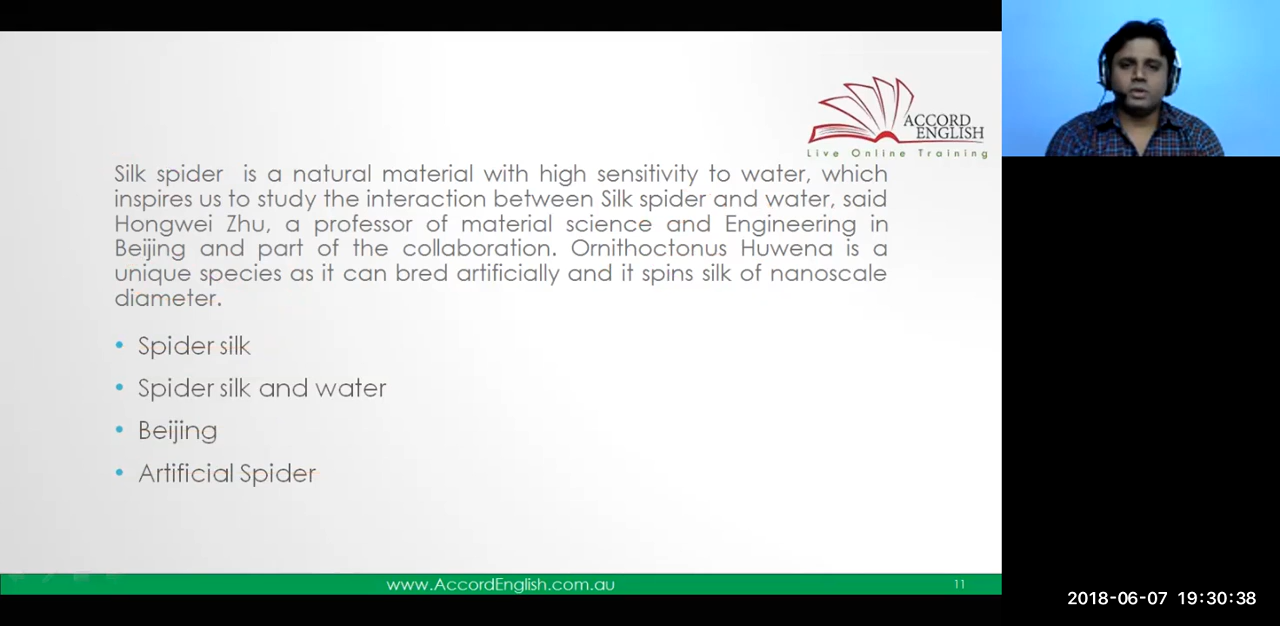 ACCORD
ENGLISH
Live Online Training
Silk spider is a natural material with high sensitivity to water, which
inspires us to study the interaction between Silk spider and water, said
Hongwei Zhu, a professor of material science and Engineering in
Beijing and part of the collaboration. Ornithoctonus Huwena is a
unique species as it can bred artificially and it spins silk of nanoscale
diameter.
• Spider silk
• Spider silk and water
• Beijing
• Artificial Spider
www.AccordEnglish.com.au
11
2018-06-07 19:30:38